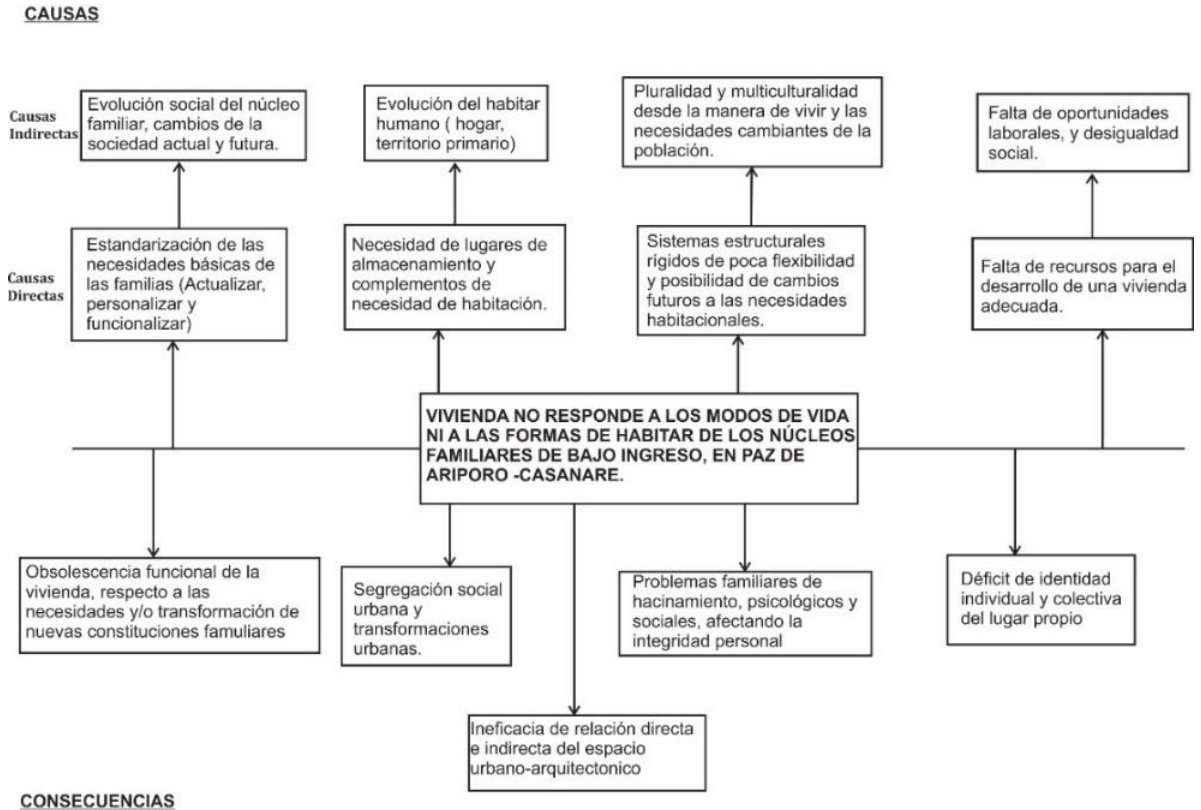 CAUSAS
Causas
Indirectas
Evolución social del núcleo
familiar, cambios de la
sociedad actual y futura.
Evolución del habitar
humano ( hogar,
territorio primario)
Pluralidad y multiculturalidad
desde la manera de vivir y las
necesidades cambiantes de la
población.
Falta de oportunidades
laborales, y desigualdad
social.
Causas
Directas
Estandarización de las
necesidades básicas de
las familias (Actualizar,
personalizar y
funcionalizar)
Necesidad de lugares de
almacenamiento y
complementos de
necesidad de habitación.
Sistemas estructurales
rígidos de poca flexibilidad
y posibilidad de cambios
futuros a las necesidades
habitacionales.
Falta de recursos para el
desarrollo de una vivienda
adecuada.
VIVIENDA NO RESPONDE A LOS MODOS DE VIDA
NI A LAS FORMAS DE HABITAR DE LOS NÚCLEOS
FAMILIARES DE BAJO INGRESO, EN PAZ DE
ARIPORO -CASANARE.
Obsolescencia funcional de la
vivienda, respecto a las
necesidades y/o transformación de
nuevas constituciones famuliares
Segregación social
urbana y
transformaciones
urbanas.
Problemas familiares de
hacinamiento, psicológicos y
sociales, afectando la
integridad personal
Déficit de identidad
individual y colectiva
del lugar propio
Ineficacia de relación directa
e indirecta del espacio
urbano-arquitectonico
CONSECUENCIAS